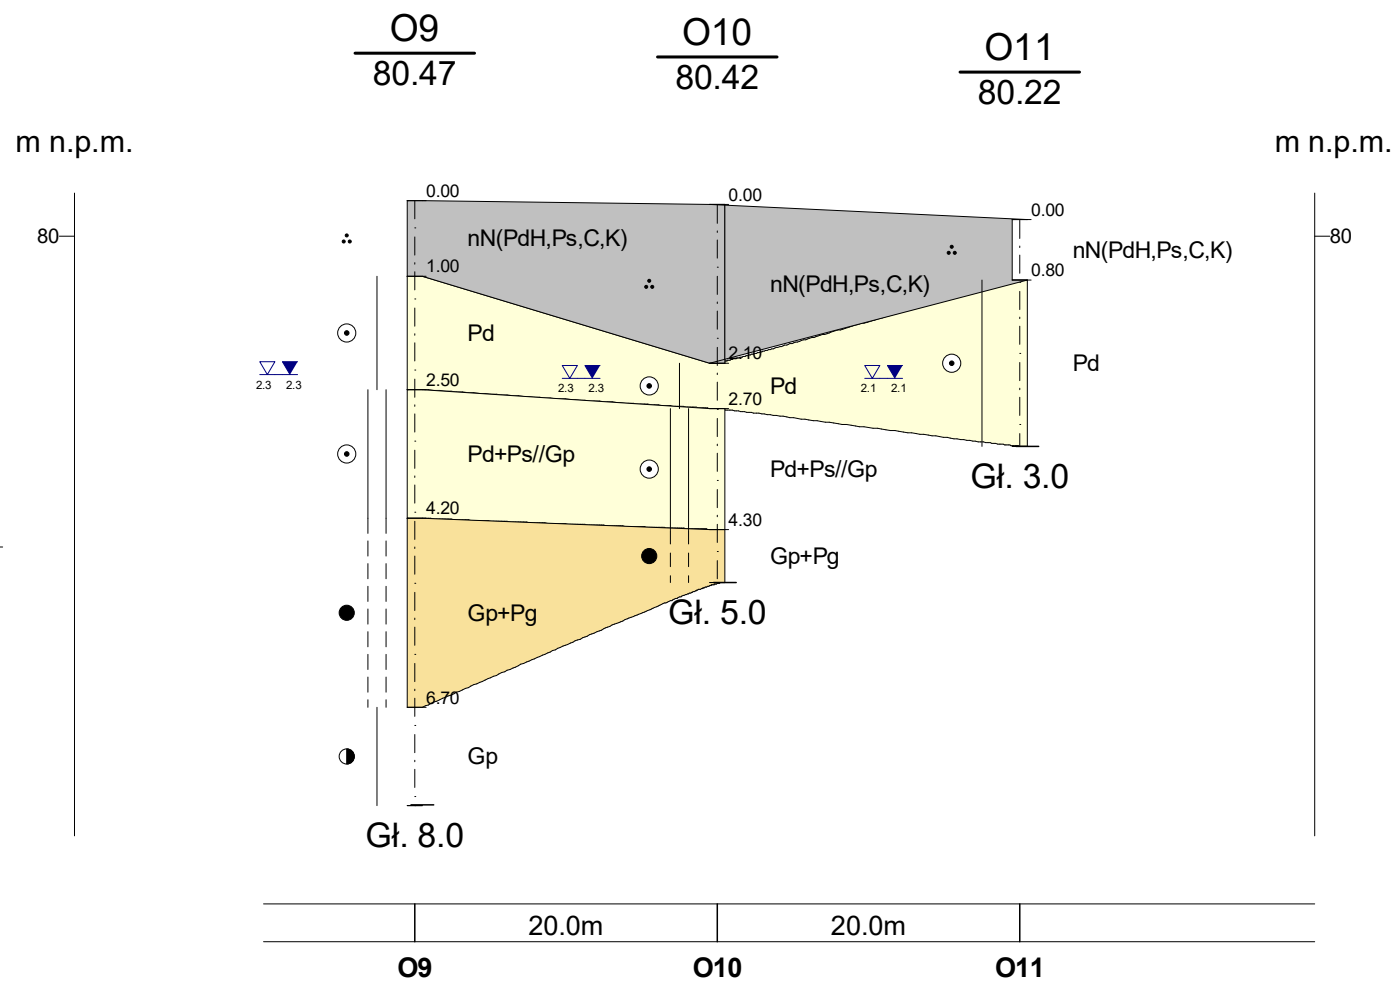 O9
80.47
O10
80.42
O11
80.22
m n.p.m.
m n.p.m.
0.00
0.00
0.00
80
nN(PdH,Ps,C,K)
nN(PdH,Ps,C,K)
80
1.00
0.80
nN(PdH,Ps,C,K)
Pd
2.10
Pd
2.3 2.3
2.3 2.3
Pd
2.1 2.1
2.50
2.70
Pd+Ps//Gp
Pd+Ps//Gp
Gł. 3.0
4.20
4.30
Gp+Pg
Gp+Pg
Gł. 5.0
6.70
Gp
Gł. 8.0
20.0m
20.0m
O9
O10
O11